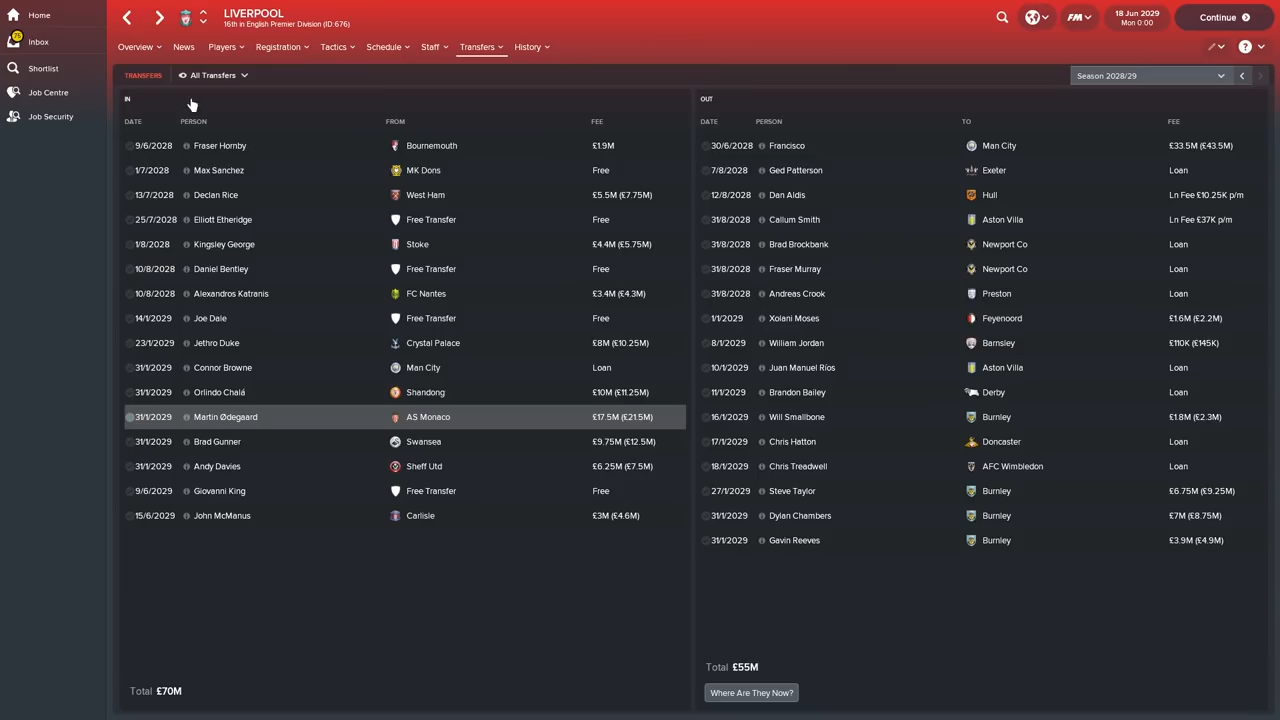 Home
75
Inbox
Shortlist
Job Centre
Job Security
LIVERPOOL
16th in English Premier Division (ID:676)
FM
18 Jun 2029
Mon 0:00
Continue
Overview News Players Registration Tactics Schedule Staff Transfers History
?
TRANSFERS All Transfers Season 2028/29
IN
DATE PERSON FROM FEE
9/6/2028 Fraser Hornby Bournemouth £1.9M
1/7/2028 Max Sanchez MK Dons Free
13/7/2028 Declan Rice West Ham £5.5M (£7.75M)
25/7/2028 Elliott Etheridge Free Transfer Free
1/8/2028 Kingsley George Stoke £4.4M (£5.75M)
10/8/2028 Daniel Bentley Free Transfer Free
10/8/2028 Alexandros Katranis FC Nantes £3.4M (£4.3M)
14/1/2029 Joe Dale Free Transfer Free
23/1/2029 Jethro Duke Crystal Palace £8M (£10.25M)
31/1/2029 Connor Browne Man City Loan
31/1/2029 Orlindo Chalá Shandong £10M (£11.25M)
31/1/2029 Martin Ødegaard AS Monaco £17.5M (£21.5M)
31/1/2029 Brad Gunner Swansea £9.75M (£12.5M)
31/1/2029 Andy Davies Sheff Utd £6.25M (£7.5M)
9/6/2029 Giovanni King Free Transfer Free
15/6/2029 John McManus Carlisle £3M (£4.6M)
Total £70M
OUT
DATE PERSON TO FEE
30/6/2028 Francisco Man City £33.5M (£43.5M)
7/8/2028 Ged Patterson Exeter Loan
12/8/2028 Dan Aldis Hull Ln Fee £10.25K p/m
31/8/2028 Callum Smith Aston Villa Ln Fee £37K p/m
31/8/2028 Brad Brockbank Newport Co Loan
31/8/2028 Fraser Murray Newport Co Loan
31/8/2028 Andreas Crook Preston Loan
1/1/2029 Xolani Moses Feyenoord £1.6M (£2.2M)
8/1/2029 William Jordan Barnsley £110K (£145K)
10/1/2029 Juan Manuel Ríos Aston Villa Loan
11/1/2029 Brandon Bailey Derby Loan
16/1/2029 Will Smallbone Burnley £1.8M (£2.3M)
17/1/2029 Chris Hatton Doncaster Loan
18/1/2029 Chris Treadwell AFC Wimbledon Loan
27/1/2029 Steve Taylor Burnley £6.75M (£9.25M)
31/1/2029 Dylan Chambers Burnley £7M (£8.75M)
31/1/2029 Gavin Reeves Burnley £3.9M (£4.9M)
Total £55M
Where Are They Now?